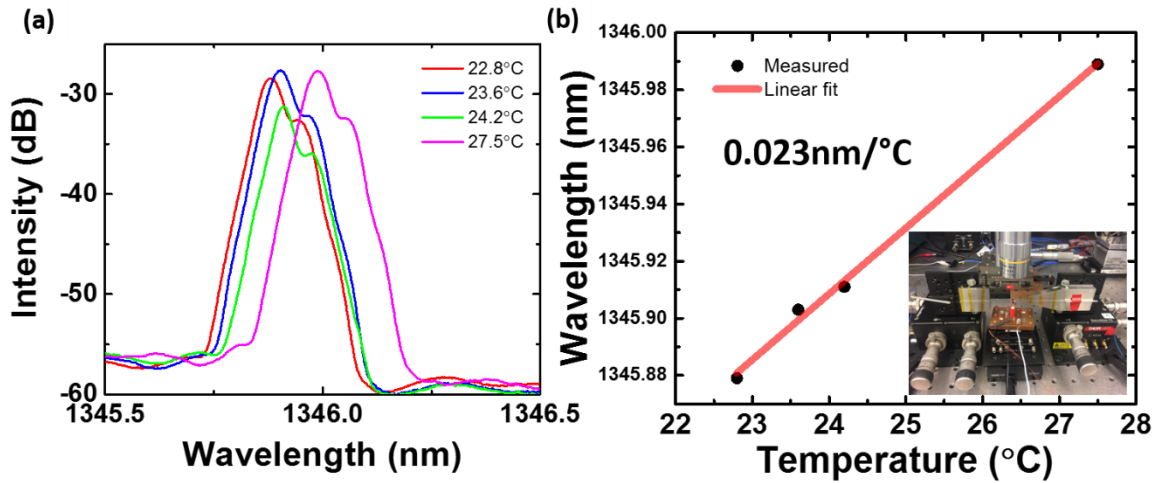 (a)
Intensity (dB)
-30
-40
-50
-60
22.8°C
23.6°C
24.2°C
27.5°C
1345.5
1346.0
1346.5
Wavelength (nm)
(b)
Wavelength (nm)
1346.00
1345.98
1345.96
1345.94
1345.92
1345.90
1345.88
Measured
Linear fit
0.023nm/°C
22
23
24
25
26
27
28
Temperature (°C)